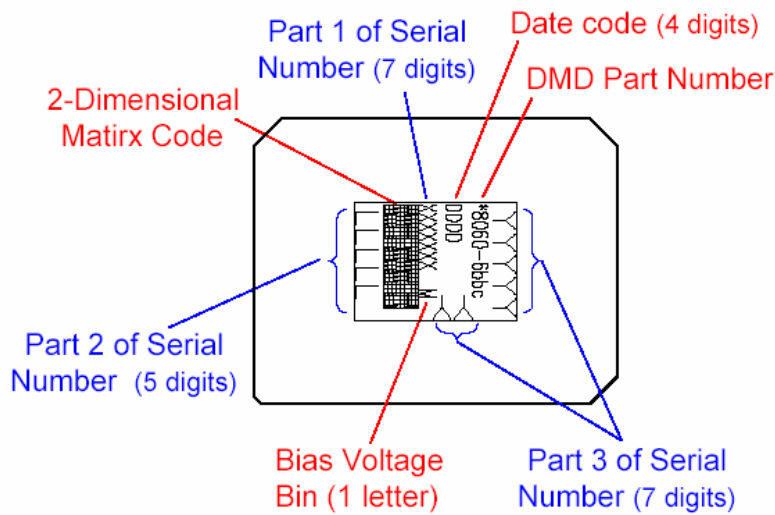 Part 1 of Serial
Number (7 digits)
Date code (4 digits)
DMD Part Number
2-Dimensional
Matirx Code
DDDD
*8060-6bbc
Part 2 of Serial
Number (5 digits)
Bias Voltage
Bin (1 letter)
Part 3 of Serial
Number (7 digits)